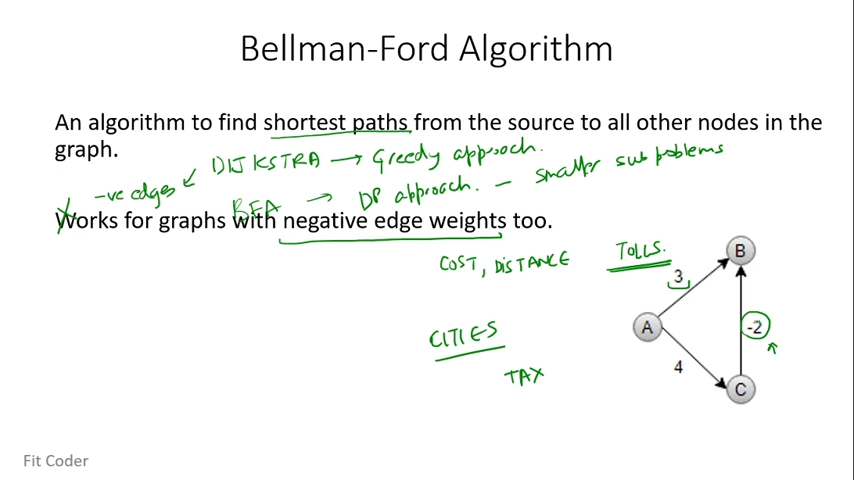 Bellman-Ford Algorithm
An algorithm to find shortest paths from the source to all other nodes in the
graph.
DIJKSTRA → Greedy approach.
-ve edges
BFA → DP approach. – smaller sub problems
Works for graphs with negative edge weights too.
COST, DISTANCE
TOLLS.
B
3
A
-2
CITIES
4
TAX
C
Fit Coder